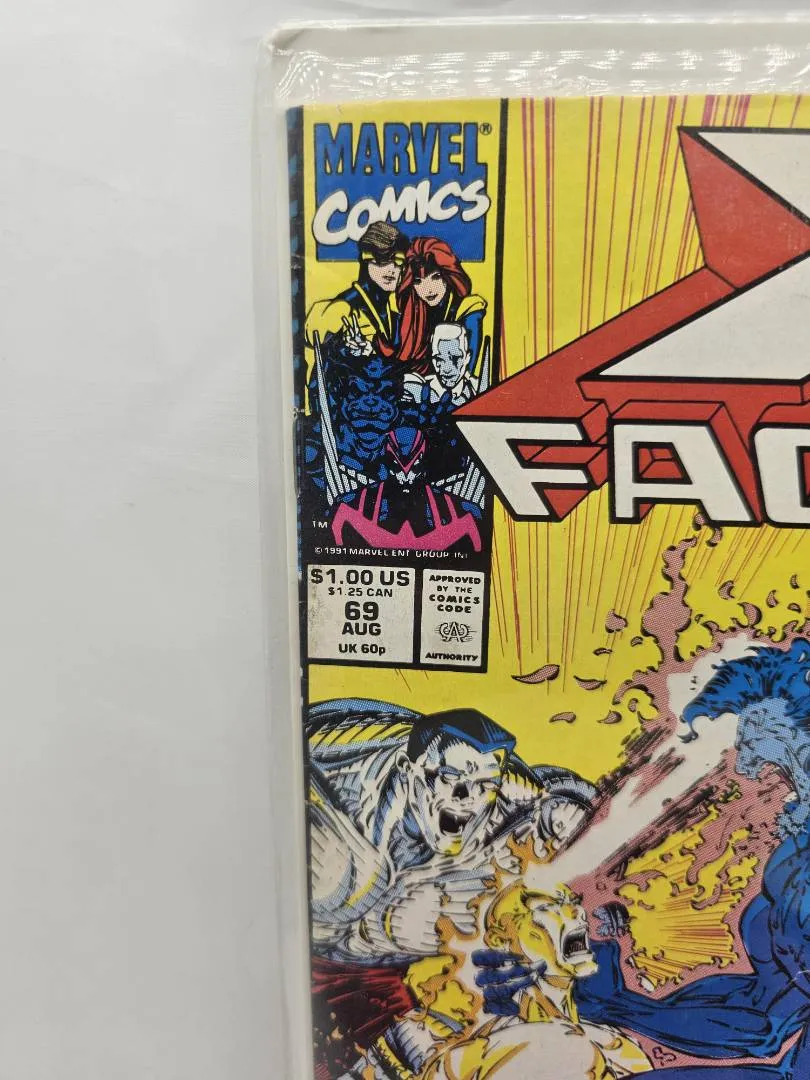 MARVEL®
COMICS
X
FAC
TM
© 1991 MARVEL ENT GROUP, INC
$1.00 US
$1.25 CAN
69
AUG
UK 60p
APPROVED
BY THE
COMICS
CODE
CAC
AUTHORITY